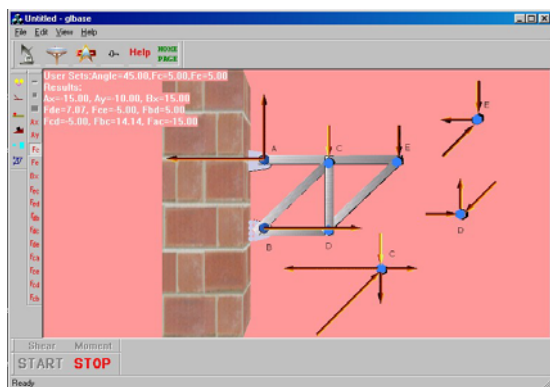 Untitled - glbase
File Edit View Help
Help HOME PAGE
User Sets:Angle=45.00,Fc=5.00,Fe=5.00
Results:
Ax=-15.00, Ay=-10.00, Bx=15.00
Fde=7.07, Fce=-5.00, Fbd=5.00
Fcd=-5.00, Fbc=14.14, Fac=-15.00
Ax
Ay
Fc
Fe
Bx
A C E
B D
E
D
C
Shear Moment
START STOP
Ready